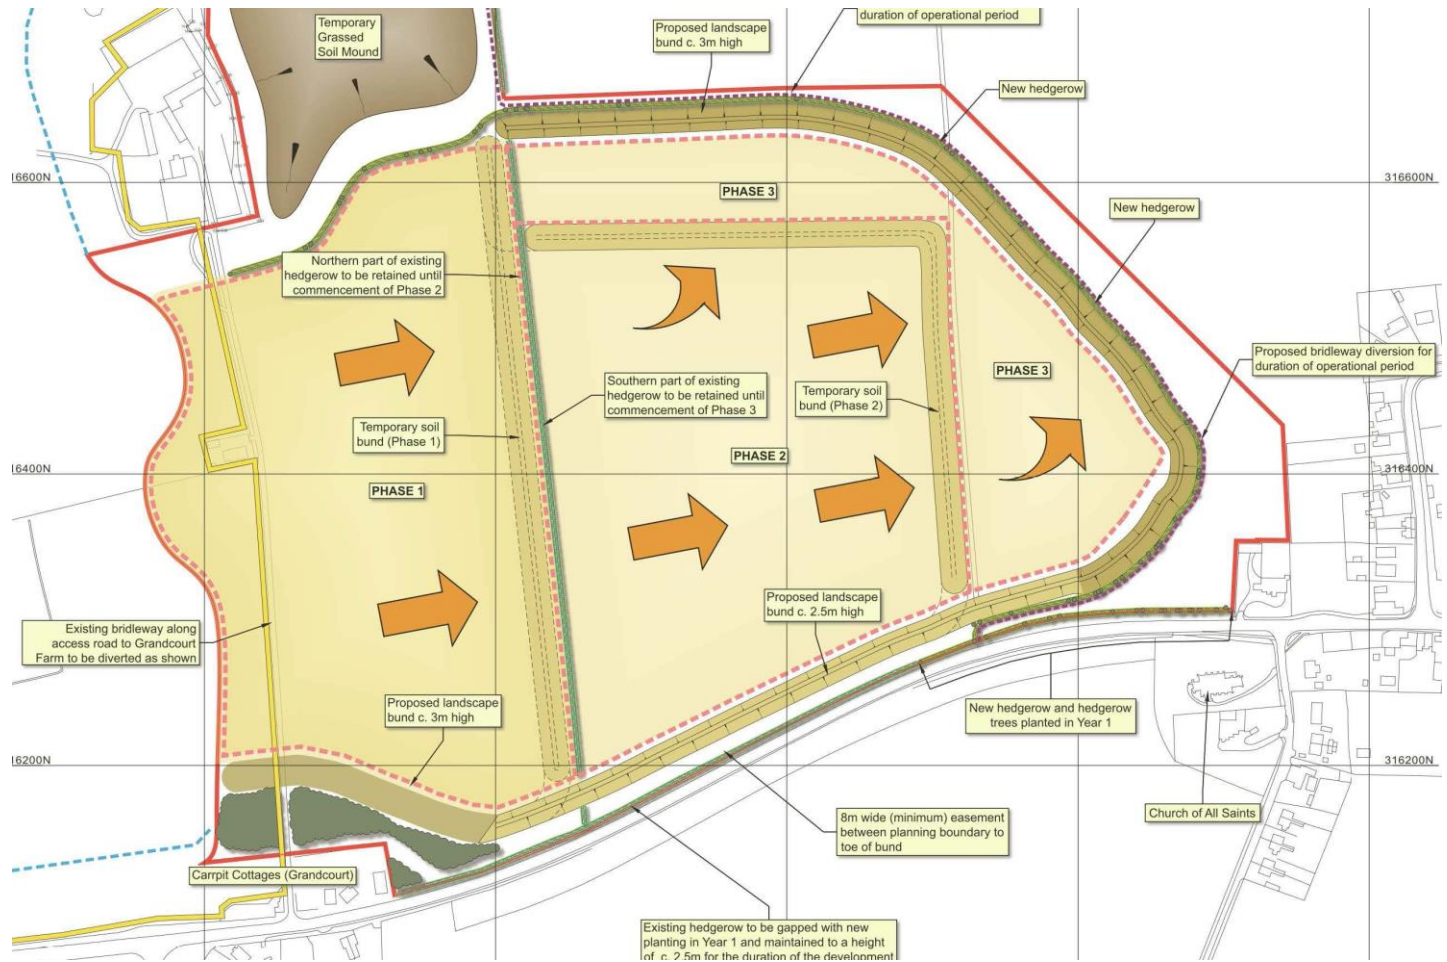 Temporary
Grassed
Soil Mound
Proposed landscape
bund c. 3m high
duration of operational period
New hedgerow
16600N
316600N
PHASE 3
New hedgerow
Northern part of existing
hedgerow to be retained until
commencement of Phase 2
Proposed bridleway diversion for
duration of operational period
PHASE 3
Southern part of existing
hedgerow to be retained until
commencement of Phase 3
Temporary soil
bund (Phase 2)
Temporary soil
bund (Phase 1)
PHASE 2
16400N
316400N
PHASE 1
Proposed landscape
bund c. 2.5m high
Existing bridleway along
access road to Grandcourt
Farm to be diverted as shown
Proposed landscape
bund c. 3m high
New hedgerow and hedgerow
trees planted in Year 1
16200N
316200N
Church of All Saints
8m wide (minimum) easement
between planning boundary to
toe of bund
Carrpit Cottages (Grandcourt)
Existing hedgerow to be gapped with new
planting in Year 1 and maintained to a height
of c. 2.5m for the duration of the development